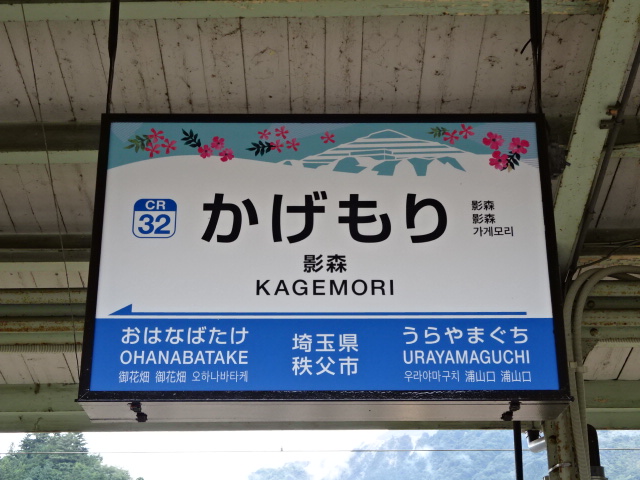 CR
32
かげもり
影森
影森
가게모리
影森
KAGEMORI
おはなばたけ
OHANABATAKE
御花畑 御花畑 오하나바타케
埼玉県
秩父市
うらやまぐち
URAYAMAGUCHI
우라야마구치 浦山口 浦山口